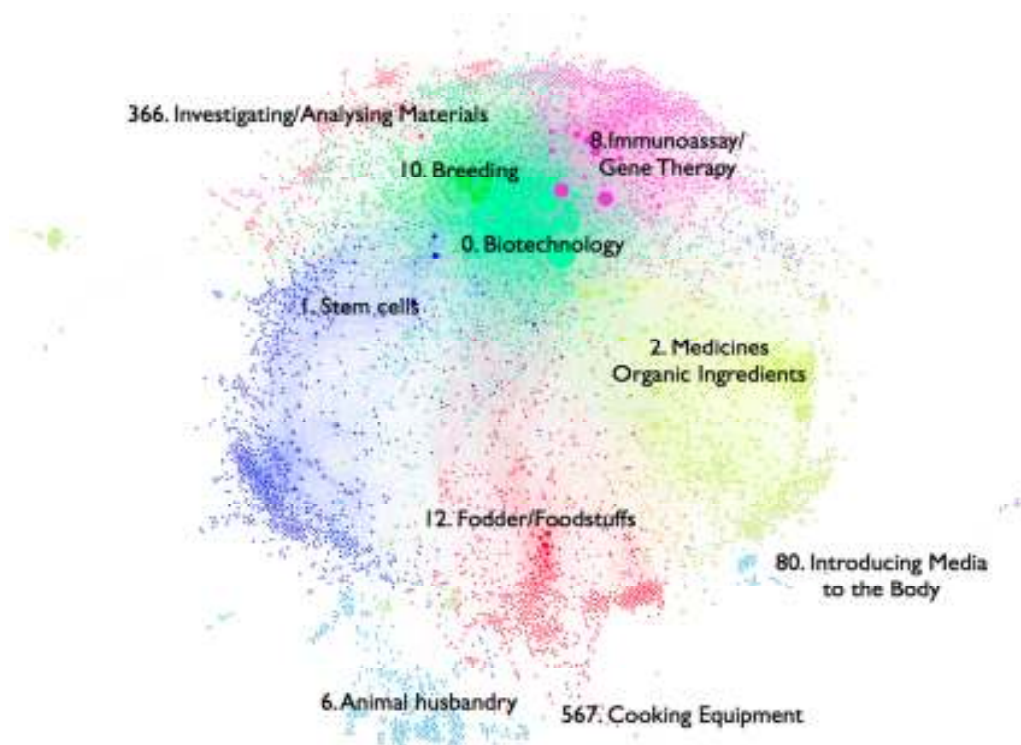 366. Investigating/Analysing Materials
8.Immunoassay/
Gene Therapy
10. Breeding
0. Biotechnology
1. Stem cells
2. Medicines
Organic Ingredients
12. Fodder/Foodstuffs
80. Introducing Media
to the Body
6. Animal husbandry
567. Cooking Equipment